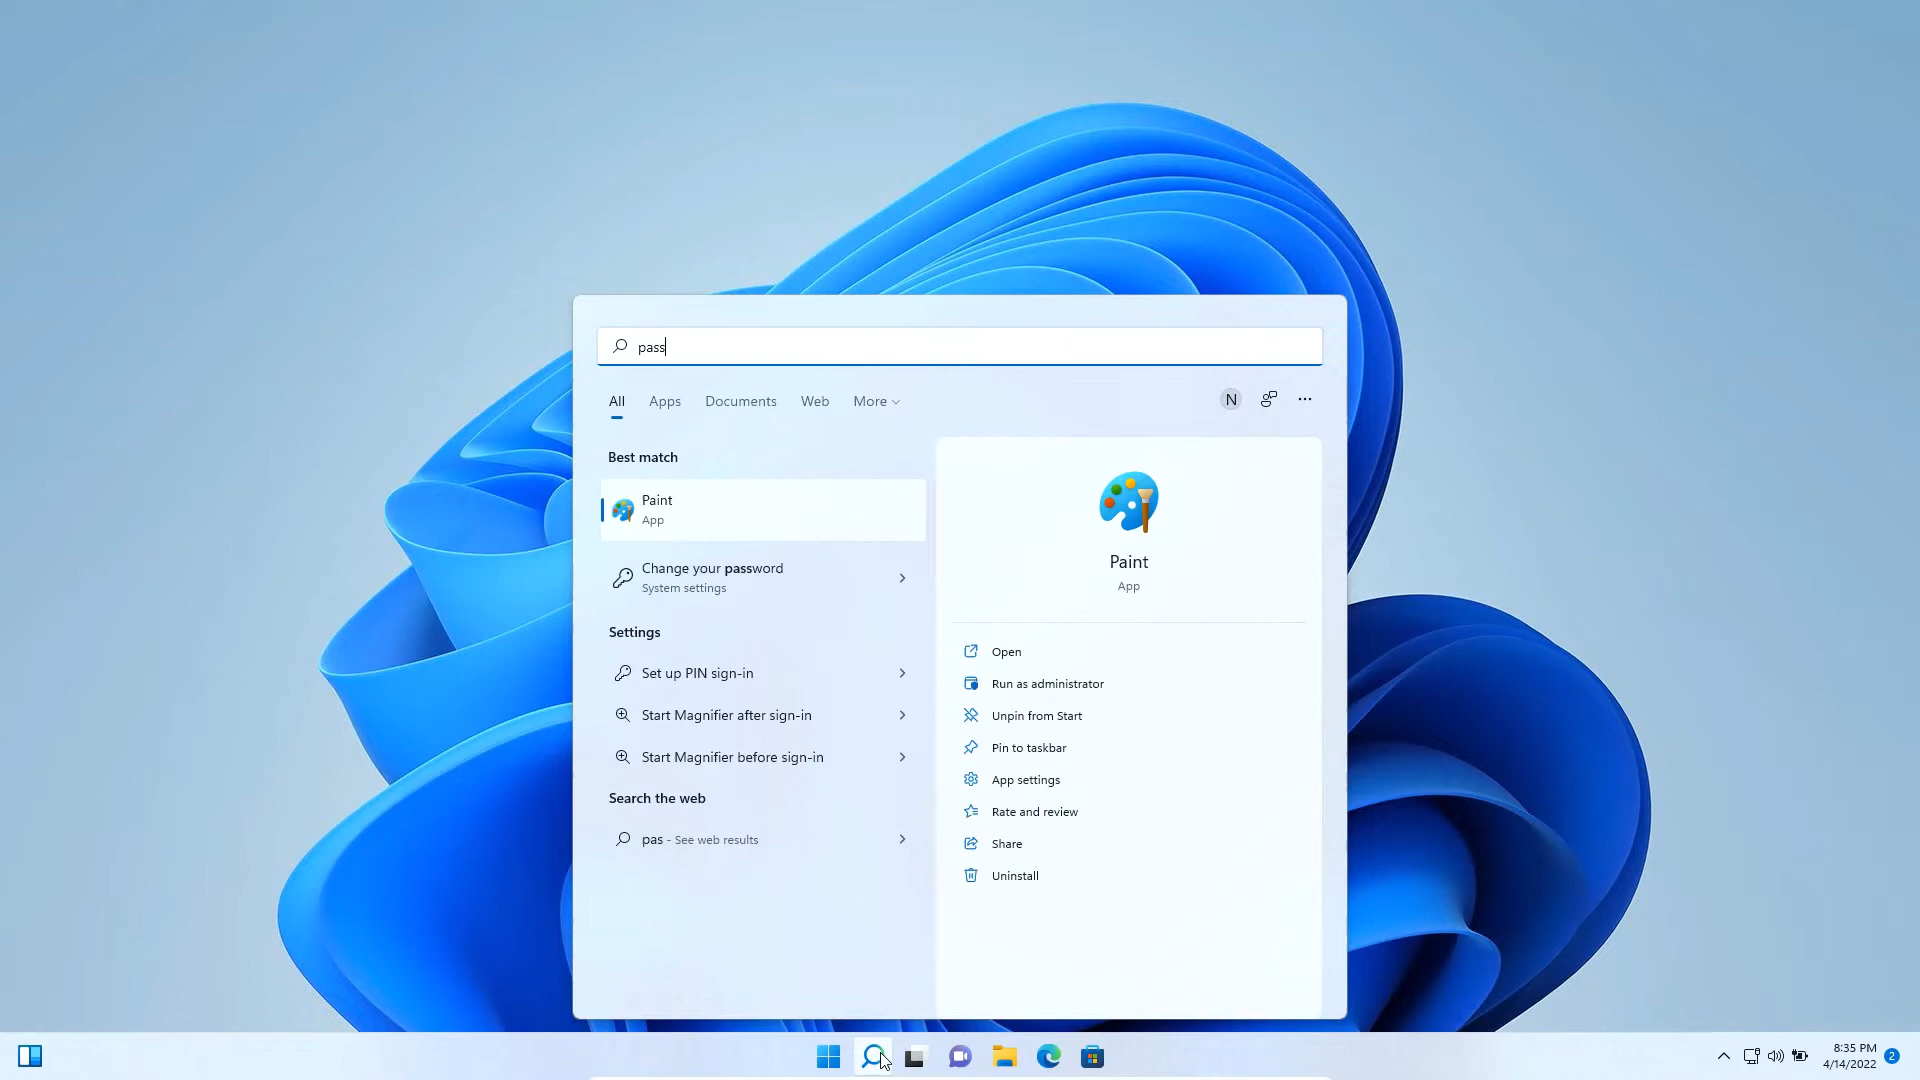 pass
All Apps Documents Web More
N
Best match
Paint
App
Change your password
System settings
Settings
Set up PIN sign-in
Start Magnifier after sign-in
Start Magnifier before sign-in
Search the web
pas - See web results
Paint
App
Open
Run as administrator
Unpin from Start
Pin to taskbar
App settings
Rate and review
Share
Uninstall
8:35 PM
4/14/2022
2